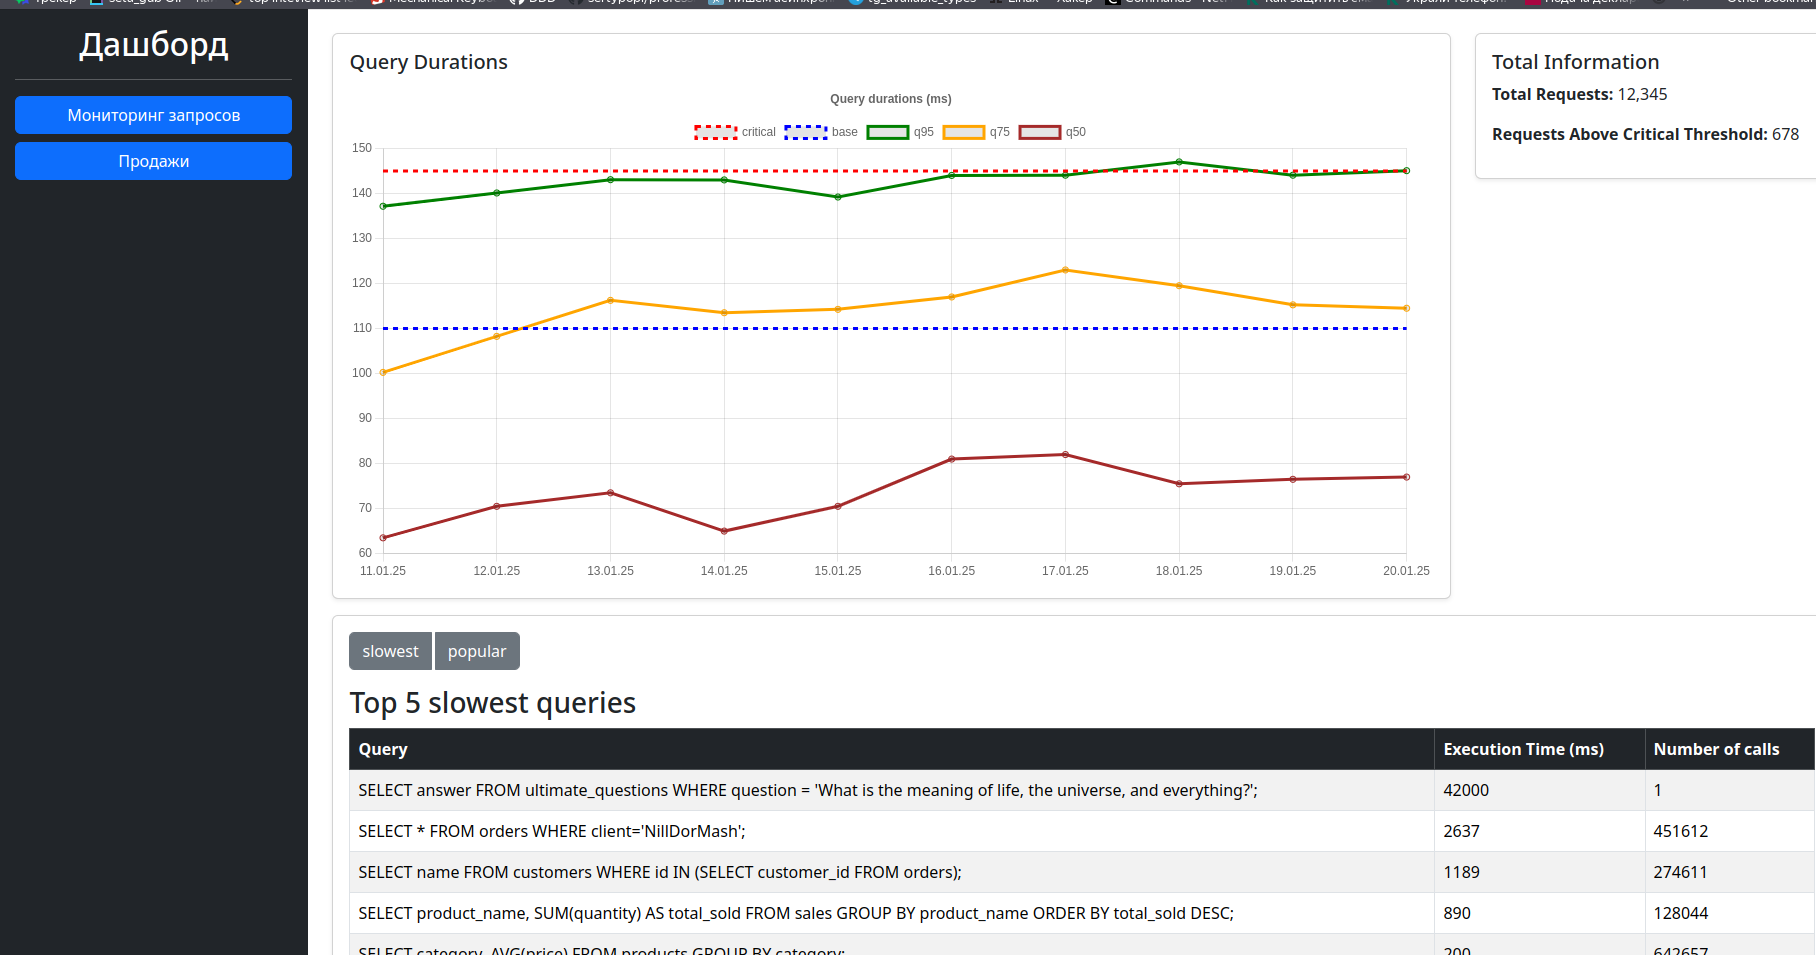 Дашборд
Мониторинг запросов
Продажи
Query Durations
Query durations (ms)
critical base q95 q75 q50
150
140
130
120
110
100
90
80
70
60
11.01.25 12.01.25 13.01.25 14.01.25 15.01.25 16.01.25 17.01.25 18.01.25 19.01.25 20.01.25
Total Information
Total Requests: 12,345
Requests Above Critical Threshold: 678
slowest popular
Top 5 slowest queries
Query Execution Time (ms) Number of calls
SELECT answer FROM ultimate_questions WHERE question = 'What is the meaning of life, the universe, and everything?'; 42000 1
SELECT * FROM orders WHERE client='NillDorMash'; 2637 451612
SELECT name FROM customers WHERE id IN (SELECT customer_id FROM orders); 1189 274611
SELECT product_name, SUM(quantity) AS total_sold FROM sales GROUP BY product_name ORDER BY total_sold DESC; 890 128044
SELECT category, AVG(price) FROM products GROUP BY category; 200 642657